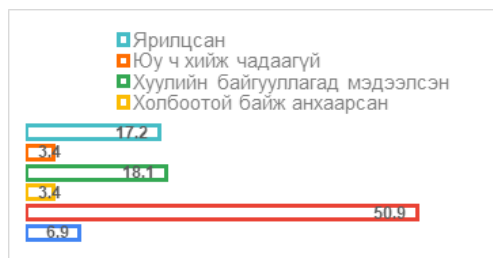 Ярилцсан
Юу ч хийж чадаагүй
Хуулийн байгууллагад мэдээлсэн
Холбоотой байж анхаарсан
17.2
3.4
18.1
3.4
50.9
6.9